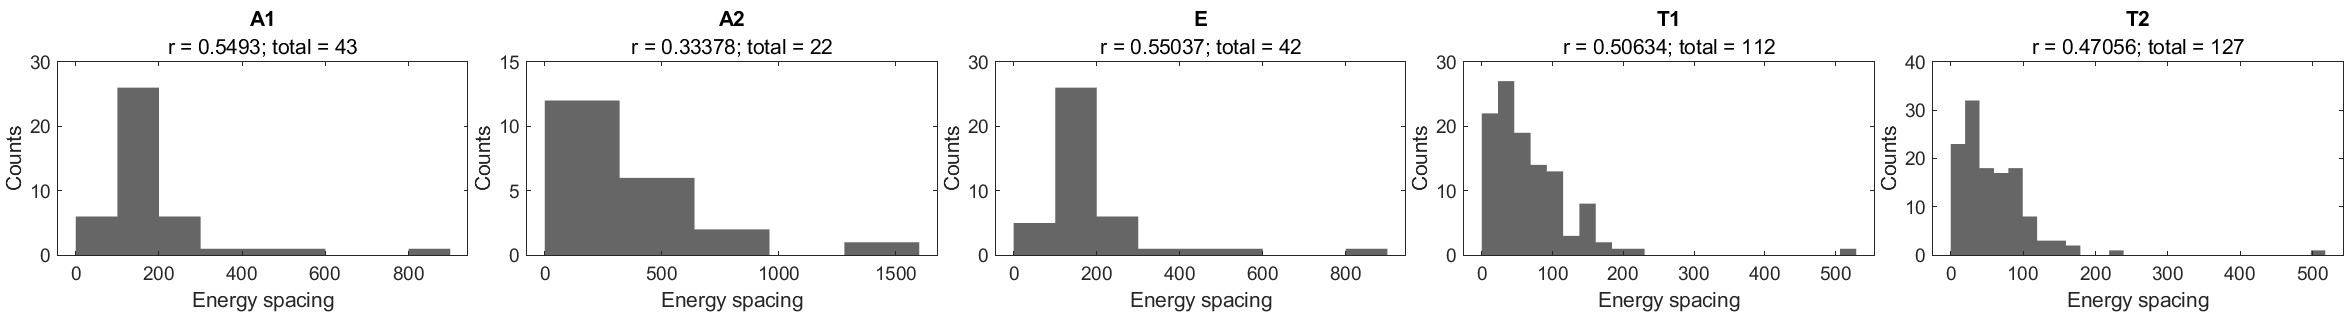 A1
r = 0.5493; total = 43
30
20
10
0
Counts
0 200 400 600 800
Energy spacing
A2
r = 0.33378; total = 22
15
10
5
0
Counts
0 500 1000 1500
Energy spacing
E
r = 0.55037; total = 42
30
20
10
0
Counts
0 200 400 600 800
Energy spacing
T1
r = 0.50634; total = 112
30
20
10
0
Counts
0 100 200 300 400 500
Energy spacing
T2
r = 0.47056; total = 127
40
30
20
10
0
Counts
0 100 200 300 400 500
Energy spacing